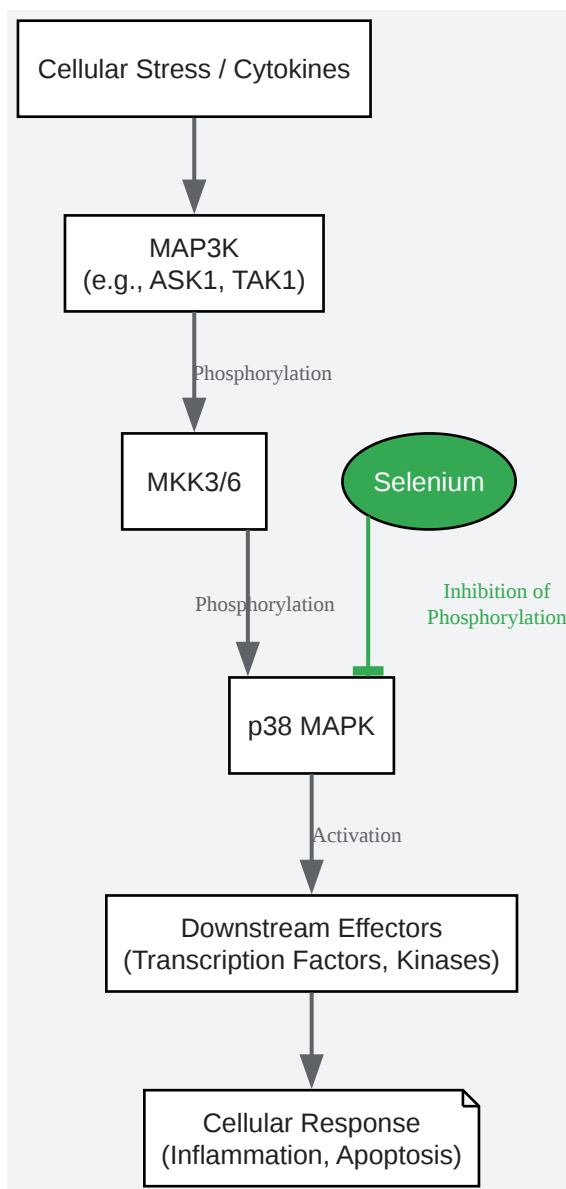 Cellular Stress / Cytokines
MAP3K
(e.g., ASK1, TAK1)
Phosphorylation
MKK3/6
Selenium
Phosphorylation
Inhibition of
Phosphorylation
p38 MAPK
Activation
Downstream Effectors
(Transcription Factors, Kinases)
Cellular Response
(Inflammation, Apoptosis)